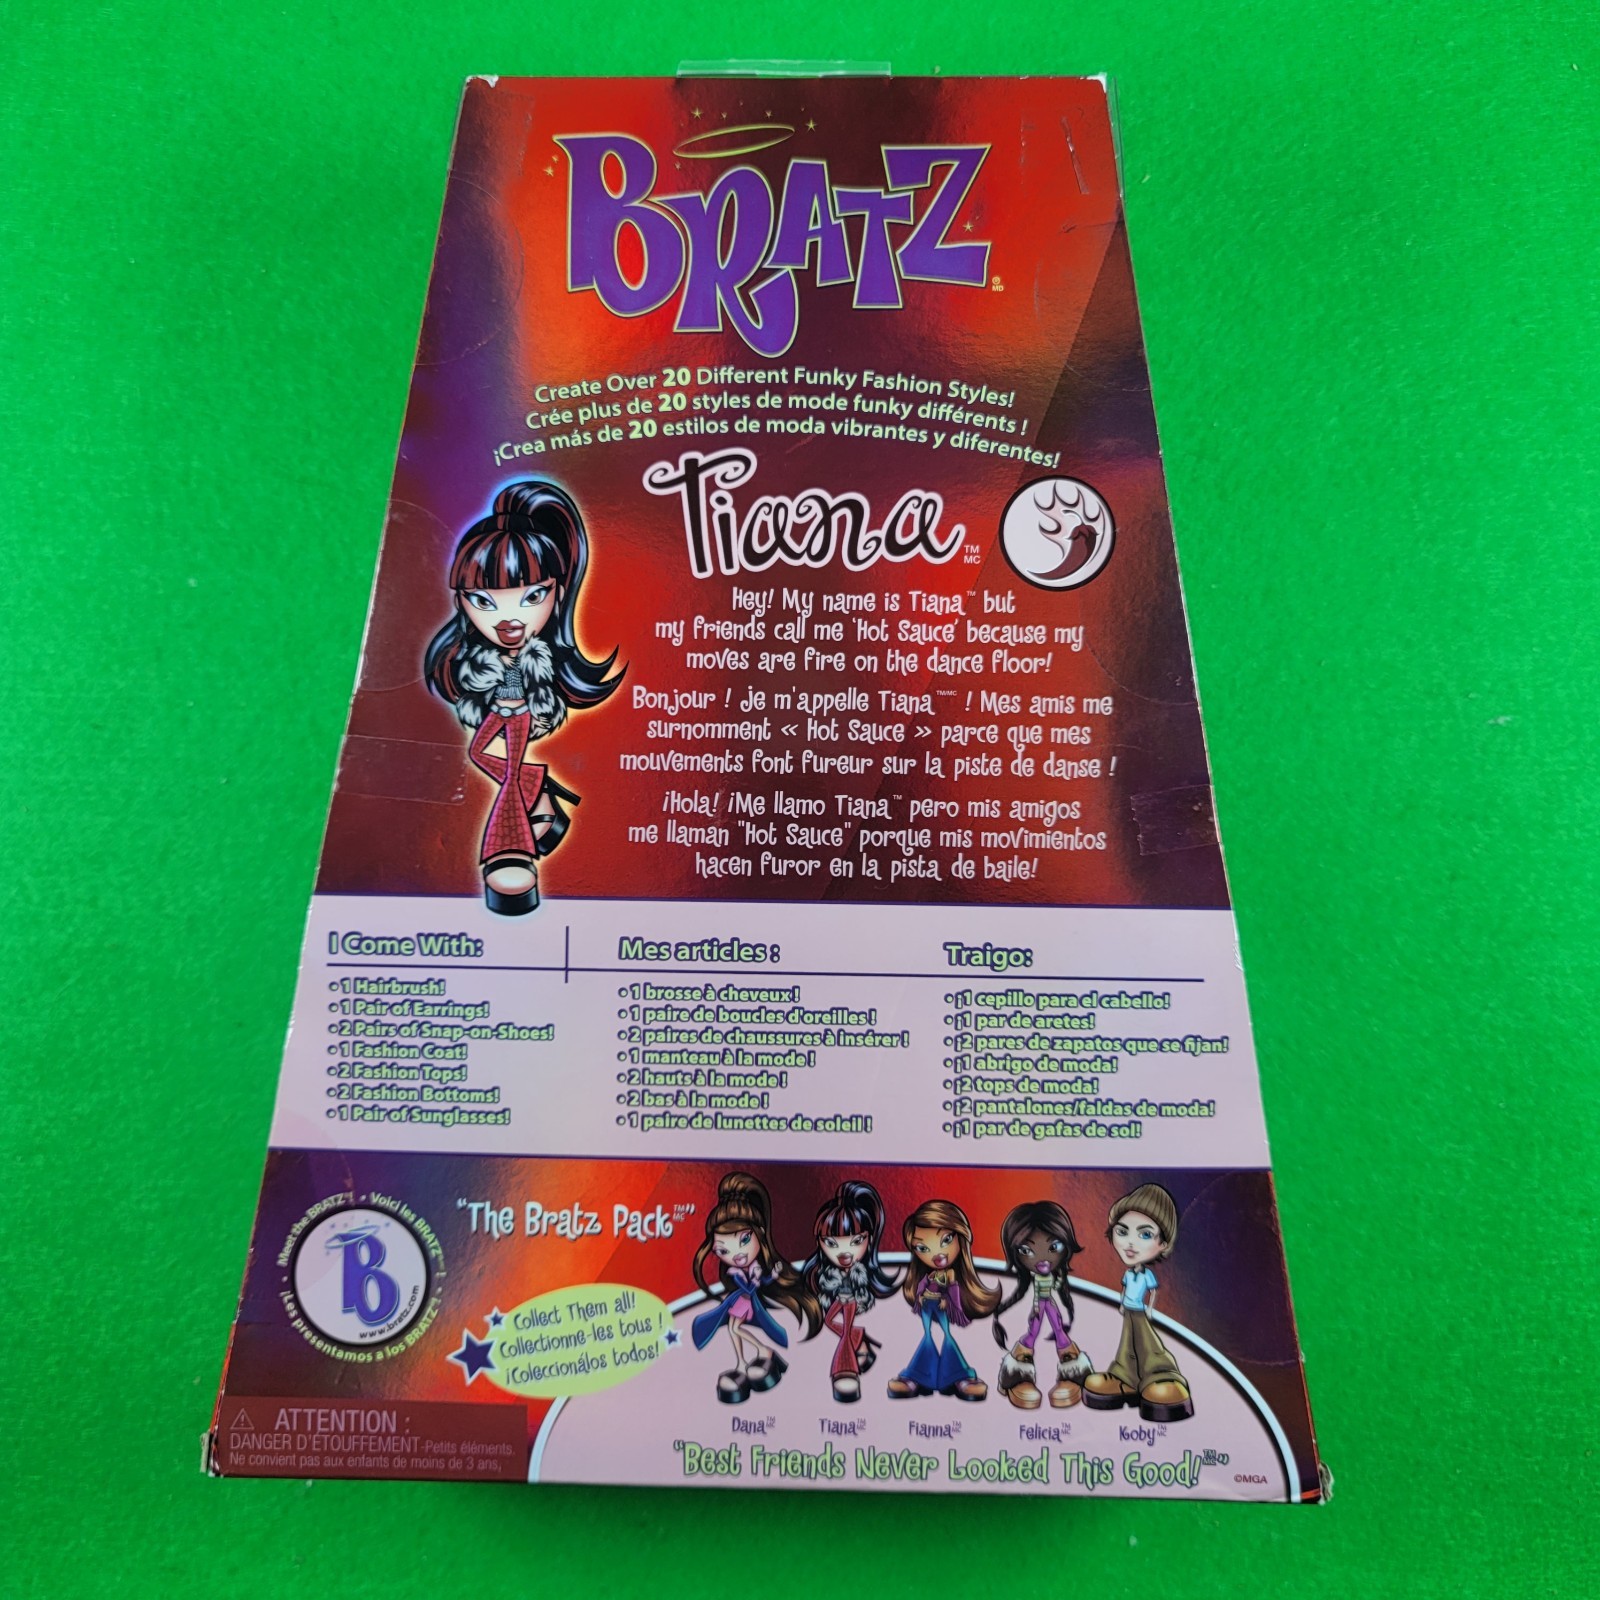 BRATZ
®
MD
Create Over 20 Different Funky Fashion Styles!
Crée plus de 20 styles de mode funky différents !
¡Crea más de 20 estilos de moda vibrantes y diferentes!
Tiana
TM
MC
Hey! My name is Tiana™ but
my friends call me 'Hot Sauce' because my
moves are fire on the dance floor!
Bonjour ! Je m'appelle Tiana™/MC ! Mes amis me
surnomment « Hot Sauce » parce que mes
mouvements font fureur sur la piste de danse !
¡Hola! ¡Me llamo Tiana™ pero mis amigos
me llaman "Hot Sauce" porque mis movimientos
hacen furor en la pista de baile!
I Come With:
•1 Hairbrush!
•1 Pair of Earrings!
•2 Pairs of Snap-on-Shoes!
•1 Fashion Coat!
•2 Fashion Tops!
•2 Fashion Bottoms!
•1 Pair of Sunglasses!
Mes articles :
•1 brosse à cheveux !
•1 paire de boucles d'oreilles !
•2 paires de chaussures à insérer !
•1 manteau à la mode !
•2 hauts à la mode !
•2 bas à la mode !
•1 paire de lunettes de soleil !
Traigo:
•¡1 cepillo para el cabello!
•¡1 par de aretes!
•¡2 pares de zapatos que se fijan!
•¡1 abrigo de moda!
•¡2 tops de moda!
•¡2 pantalones/faldas de moda!
•¡1 par de gafas de sol!
Meet the BRATZ™! • Voici les BRATZ™ ! • ¡Les presentamos a los BRATZ™! •
B
www.bratz.com
"The Bratz Pack™MC"
Collect Them all!
Collectionne-les tous !
¡Coleccionálos todos!
Dana™MC Tiana™MC Fianna™MC Felicia™MC Koby™MC
"Best Friends Never Looked This Good!™MC"
©MGA
⚠ ATTENTION :
DANGER D'ÉTOUFFEMENT-Petits éléments.
Ne convient pas aux enfants de moins de 3 ans,